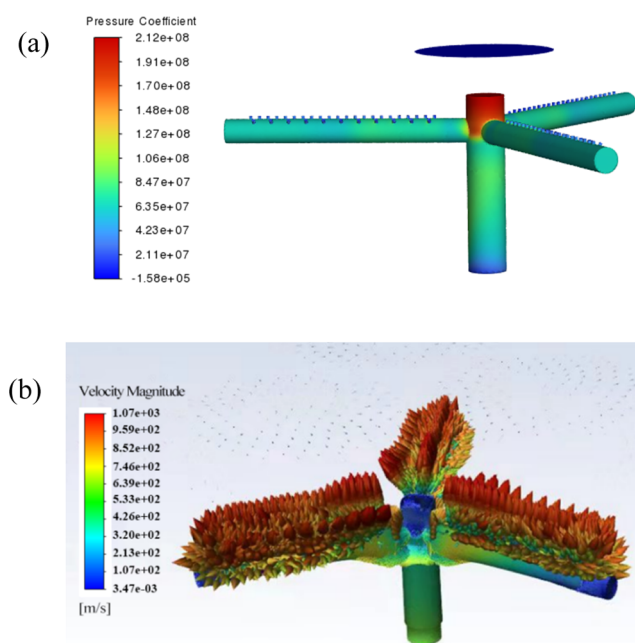 (a)
Pressure Coefficient
2.12e+08
1.91e+08
1.70e+08
1.48e+08
1.27e+08
1.06e+08
8.47e+07
6.35e+07
4.23e+07
2.11e+07
-1.58e+05
(b)
Velocity Magnitude
1.07e+03
9.59e+02
8.52e+02
7.46e+02
6.39e+02
5.33e+02
4.26e+02
3.20e+02
2.13e+02
1.07e+02
3.47e-03
[m/s]